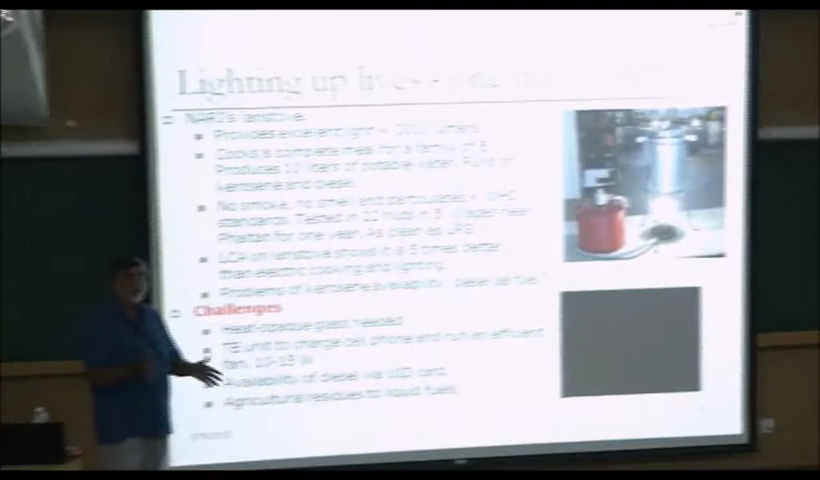 Lighting up lives -
NARI's lanstove.
Provides excellent light ~
Cooks a complete meal for a family of 5
Produces 10 liters of potable water. Runs on
kerosene and diesel.
No smoke, no smell and particulates <
standards. Tested in 22 huts in 5 villages near
Phaltan for one year. As clean as LPG
LCA on lanstove shows it is 5 times better
than electric cooking and lighting.
Problems of kerosene availability. Diesel as fuel
Challenges
Heat-opaque glass needed
TE unit to charge cell phone and run an efficient
fan. 10-15 W
Availability of diesel via UID card
Agricultural residues to liquid fuels